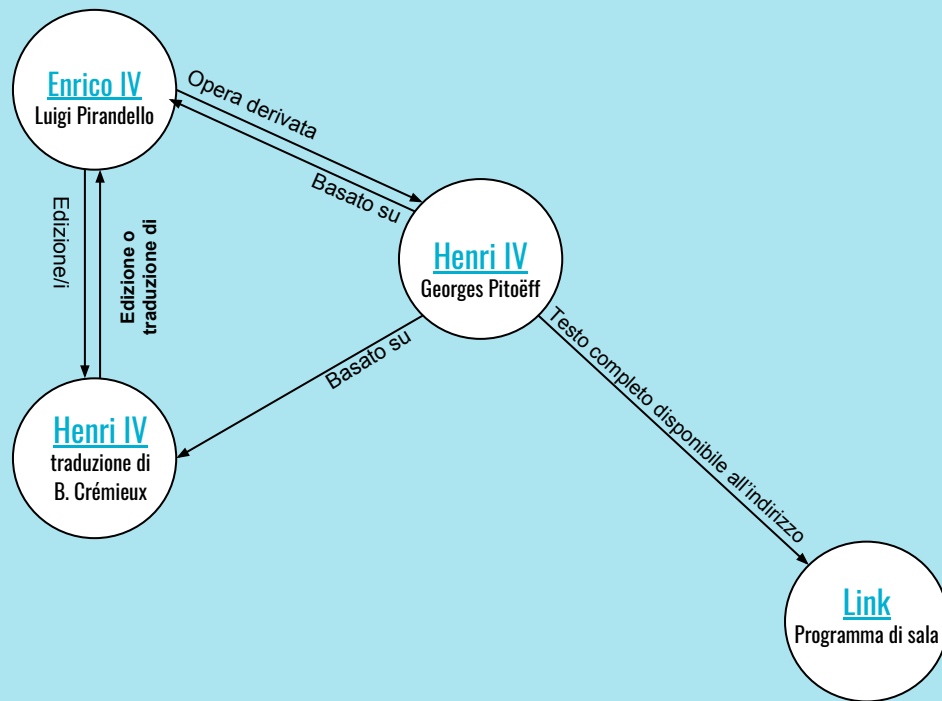 Enrico IV
Luigi Pirandello
Opera derivata
Basato su
Edizione/i
Edizione o
traduzione di
Henri IV
Georges Pitoëff
Basato su
Testo completo disponibile all'indirizzo
Henri IV
traduzione di
B. Crémieux
Link
Programma di sala